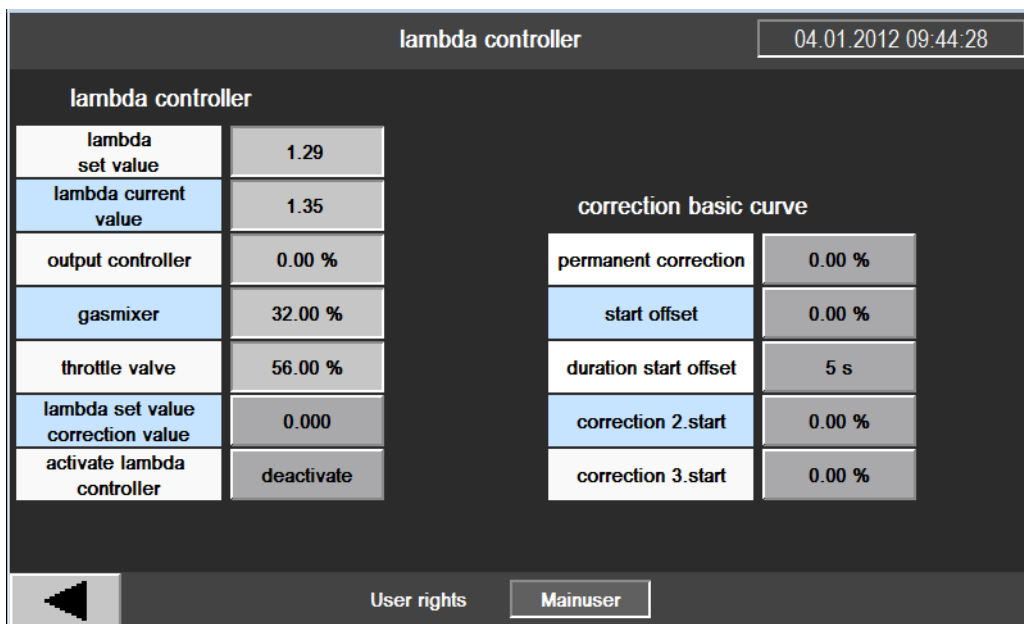 lambda controller
04.01.2012 09:44:28
lambda controller
lambda
set value
1.29
lambda current
value
1.35
output controller
0.00 %
gasmixer
32.00 %
throttle valve
56.00 %
lambda set value
correction value
0.000
activate lambda
controller
deactivate
correction basic curve
permanent correction
0.00 %
start offset
0.00 %
duration start offset
5 s
correction 2.start
0.00 %
correction 3.start
0.00 %
User rights
Mainuser